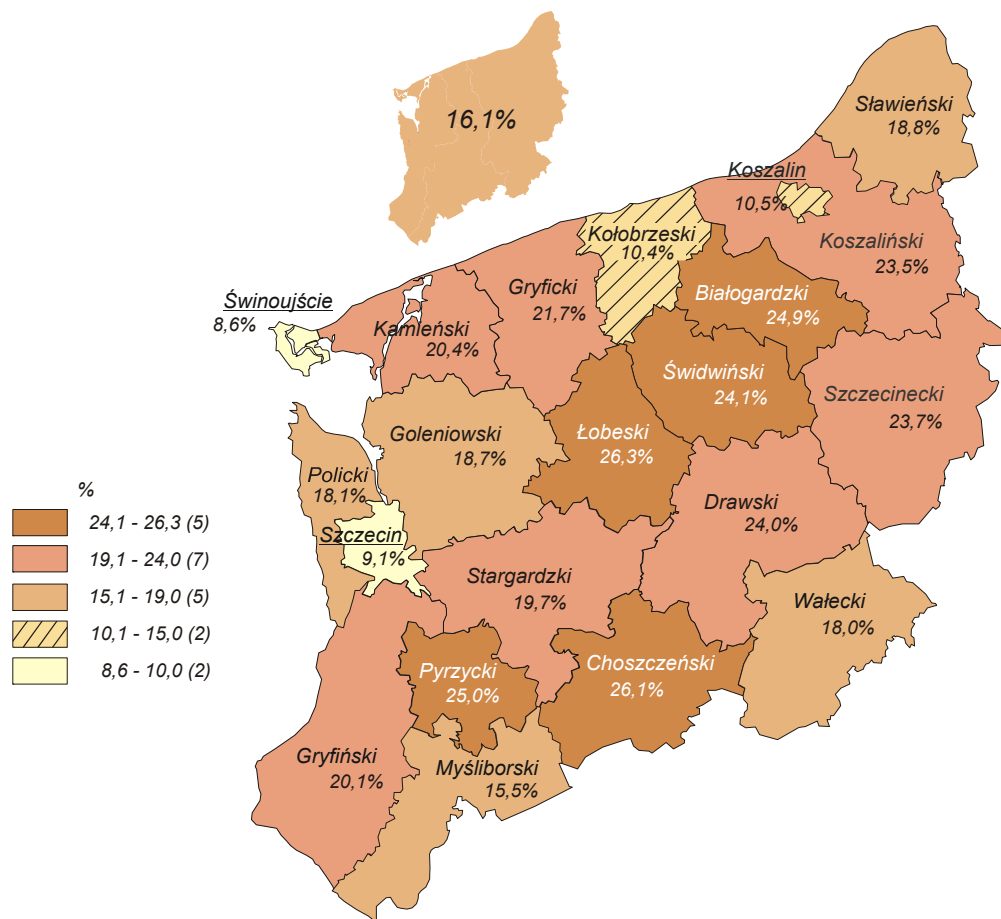 16,1%
Sławieński
18,8%
Koszalin
10,5%
Kołobrzeski
10,4%
Koszaliński
23,5%
Gryficki
21,7%
Białogardzki
24,9%
Świnoujście
8,6%
Kamieński
20,4%
Świdwiński
24,1%
Szczecinecki
23,7%
Goleniowski
18,7%
Łobeski
26,3%
Policki
18,1%
Drawski
24,0%
Szczecin
9,1%
Stargardzki
19,7%
Wałecki
18,0%
Pyrzycki
25,0%
Choszczeński
26,1%
Gryfiński
20,1%
Myśliborski
15,5%
%
24,1 - 26,3 (5)
19,1 - 24,0 (7)
15,1 - 19,0 (5)
10,1 - 15,0 (2)
8,6 - 10,0 (2)